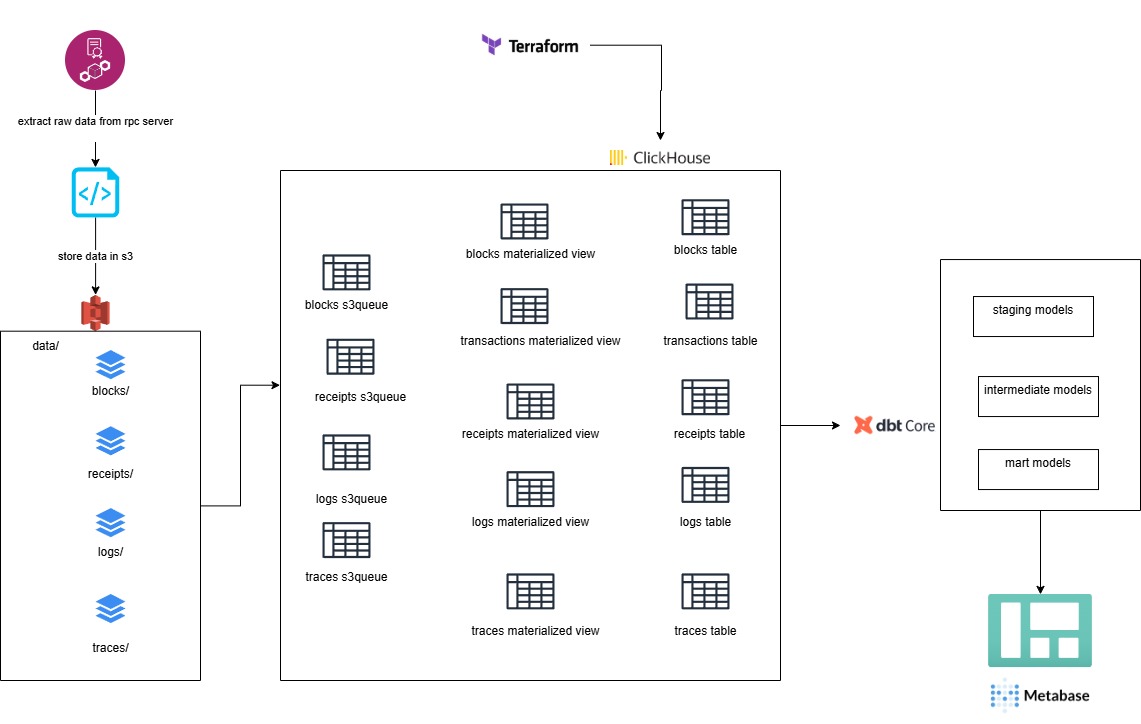 Terraform
extract raw data from rpc server
ClickHouse
</>
store data in s3
data/
blocks/
receipts/
logs/
traces/
blocks s3queue
receipts s3queue
logs s3queue
traces s3queue
blocks materialized view
transactions materialized view
receipts materialized view
logs materialized view
traces materialized view
blocks table
transactions table
receipts table
logs table
traces table
dbt Core
staging models
intermediate models
mart models
Metabase